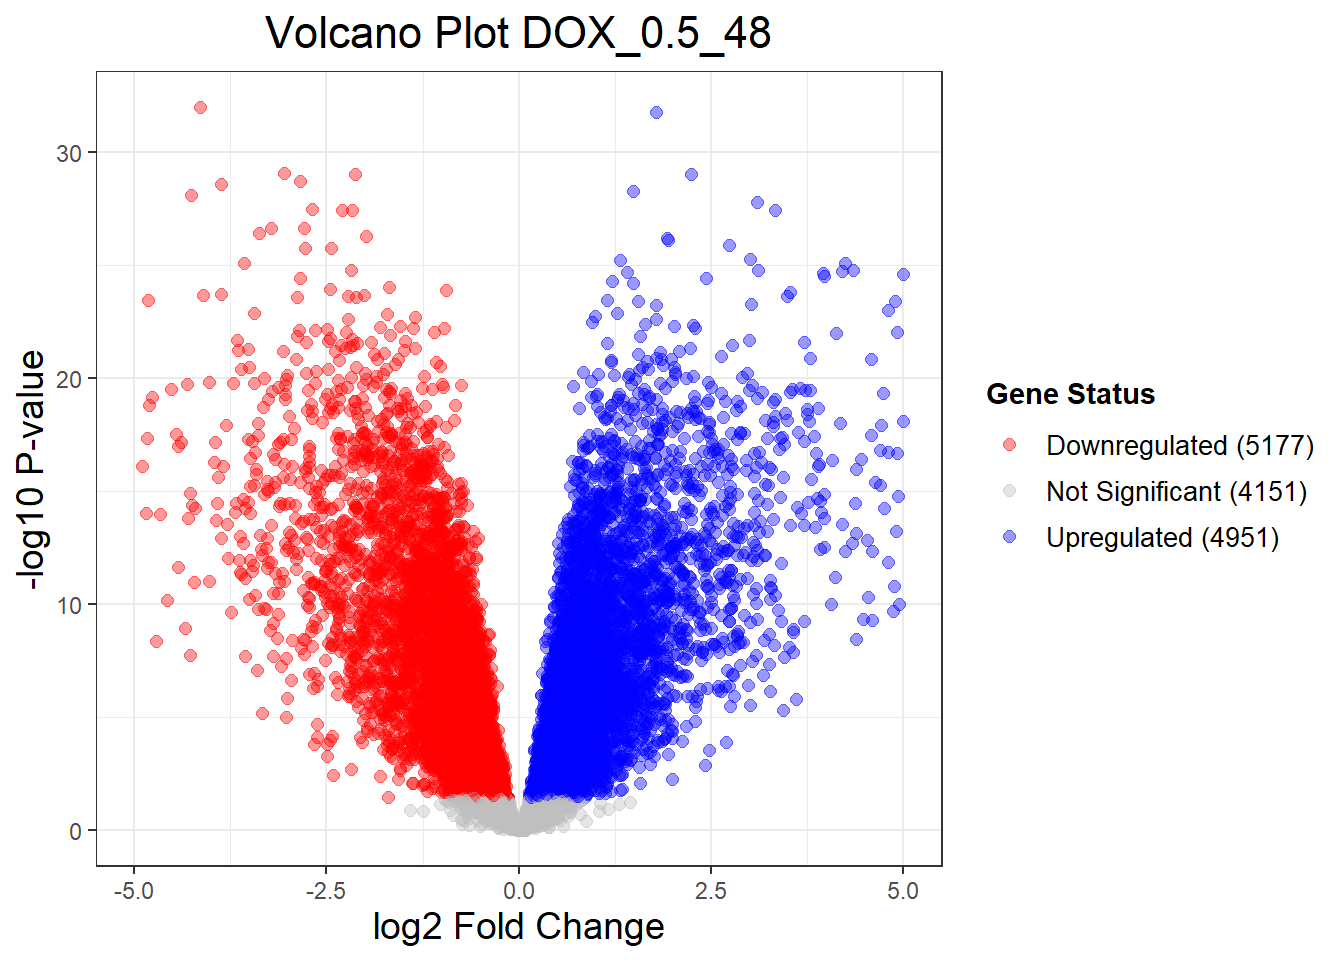 Volcano Plot DOX_0.5_48
-log10 P-value
30
20
10
0
-5.0
-2.5
0.0
2.5
5.0
log2 Fold Change
Gene Status
Downregulated (5177)
Not Significant (4151)
Upregulated (4951)